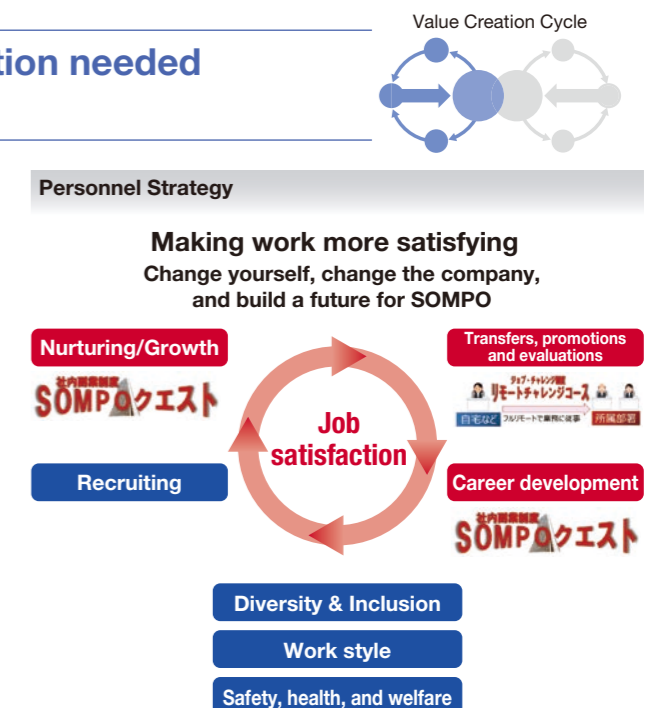 Value Creation Cycle
tion needed
Personnel Strategy
Making work more satisfying
Change yourself, change the company,
and build a future for SOMPO
Nurturing/Growth
社内副業制度
SOMPOクエスト
Transfers, promotions
and evaluations
ジョブ・チャレンジ制度
リモートチャレンジコース
自宅など
フルリモートで業務に従事
所属部署
Job
satisfaction
Recruiting
Career development
社内副業制度
SOMPOクエスト
Diversity & Inclusion
Work style
Safety, health, and welfare